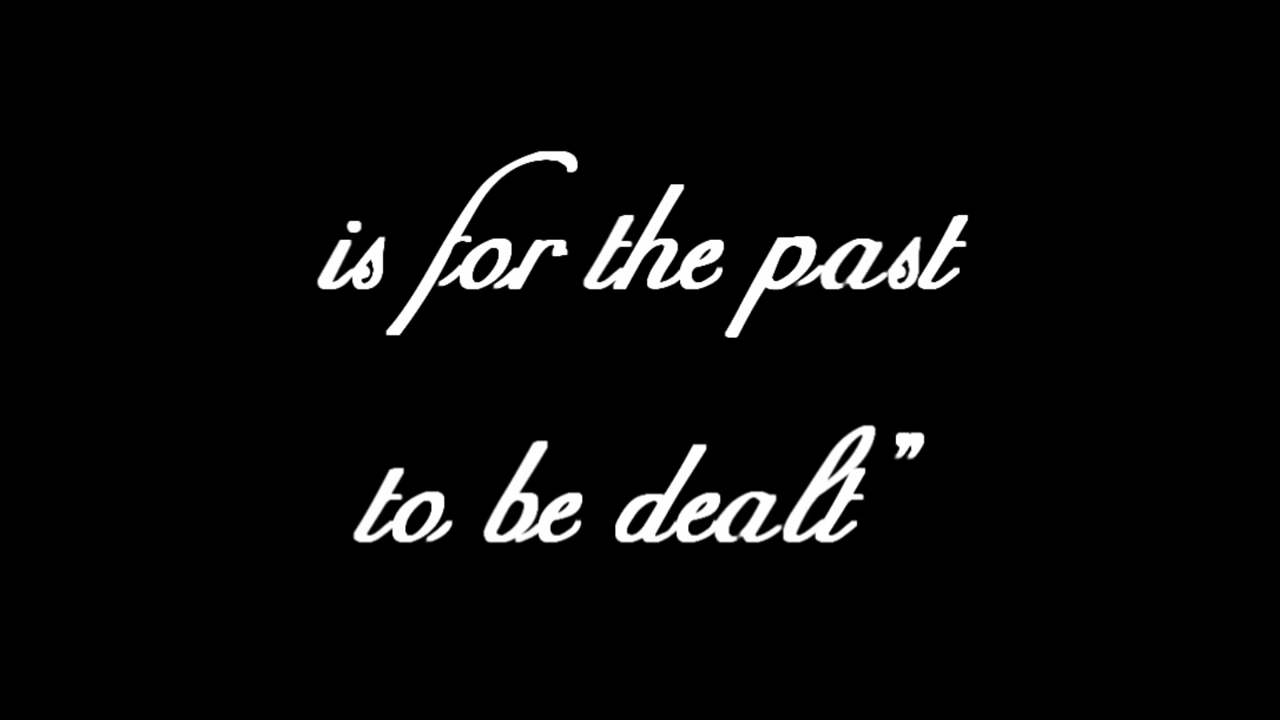 is for the past
to be dealt”